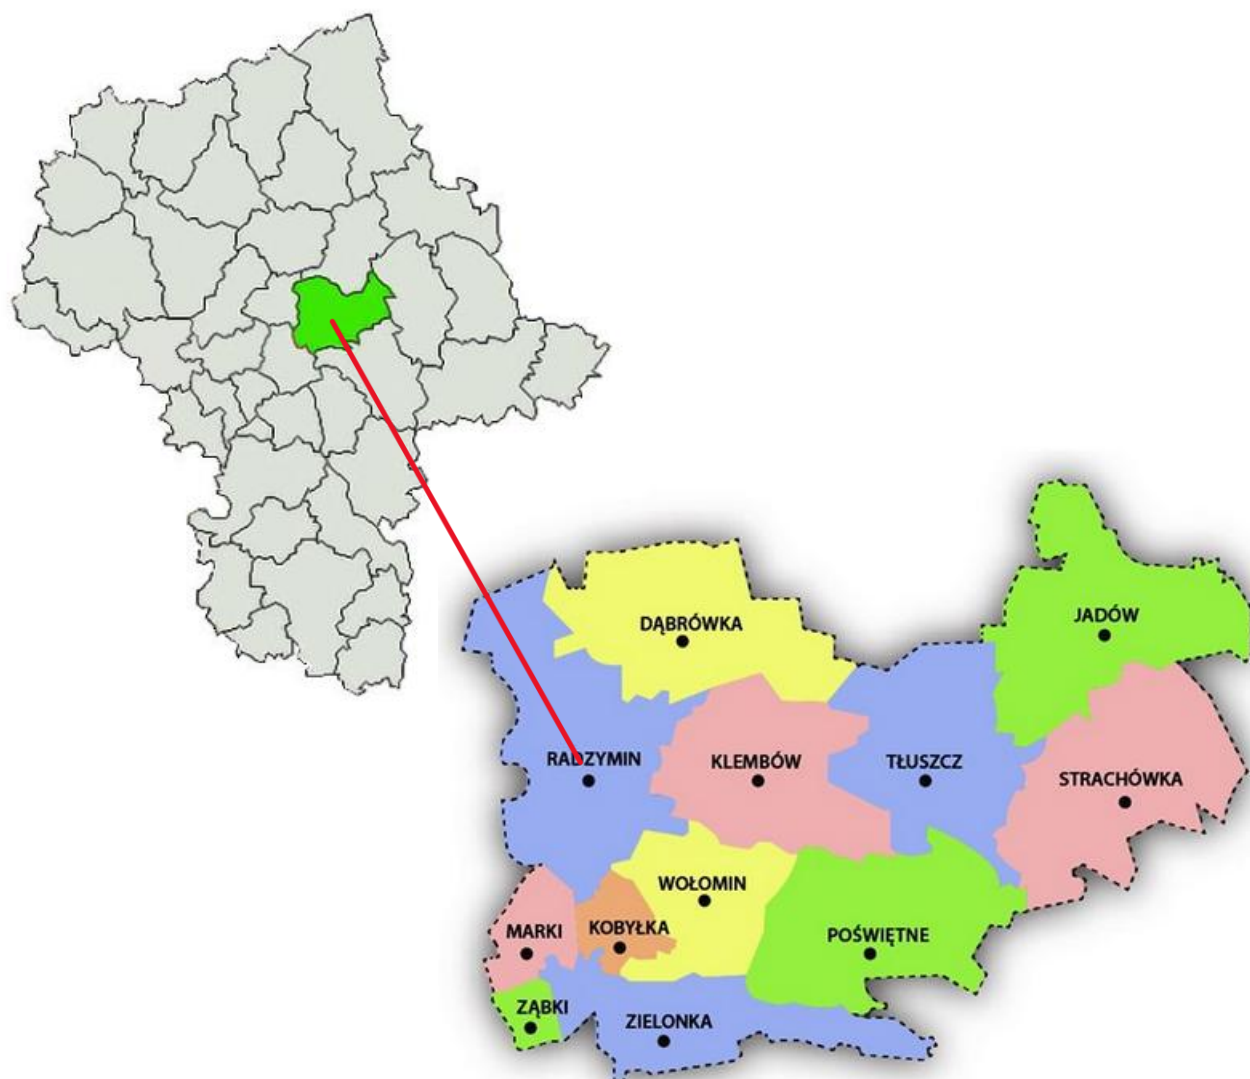 JADÓW
DĄBRÓWKA
RADZYMIN
KLEMBÓW
TŁUSZCZ
STRACHÓWKA
WOŁOMIN
MARKI
KOBYŁKA
POŚWIĘTNE
ZĄBKI
ZIELONKA